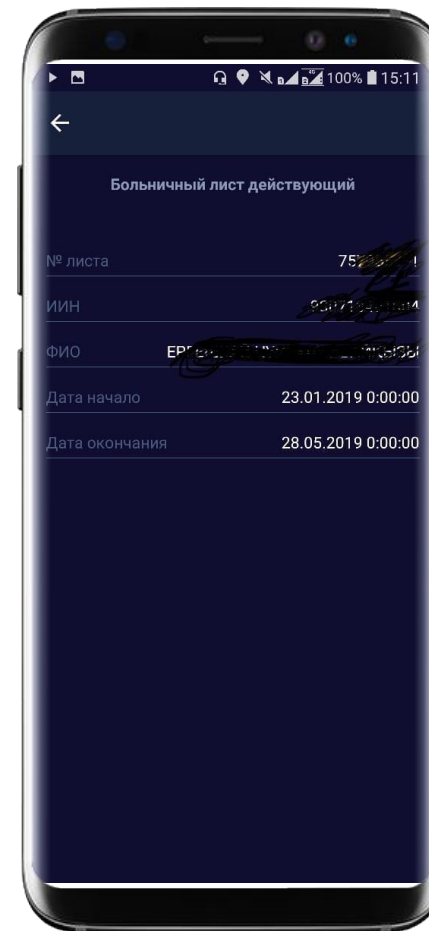 100% 15:11
Больничный лист действующий
№ листа
ИИН
ФИО
Дата начало 23.01.2019 0:00:00
Дата окончания 28.05.2019 0:00:00